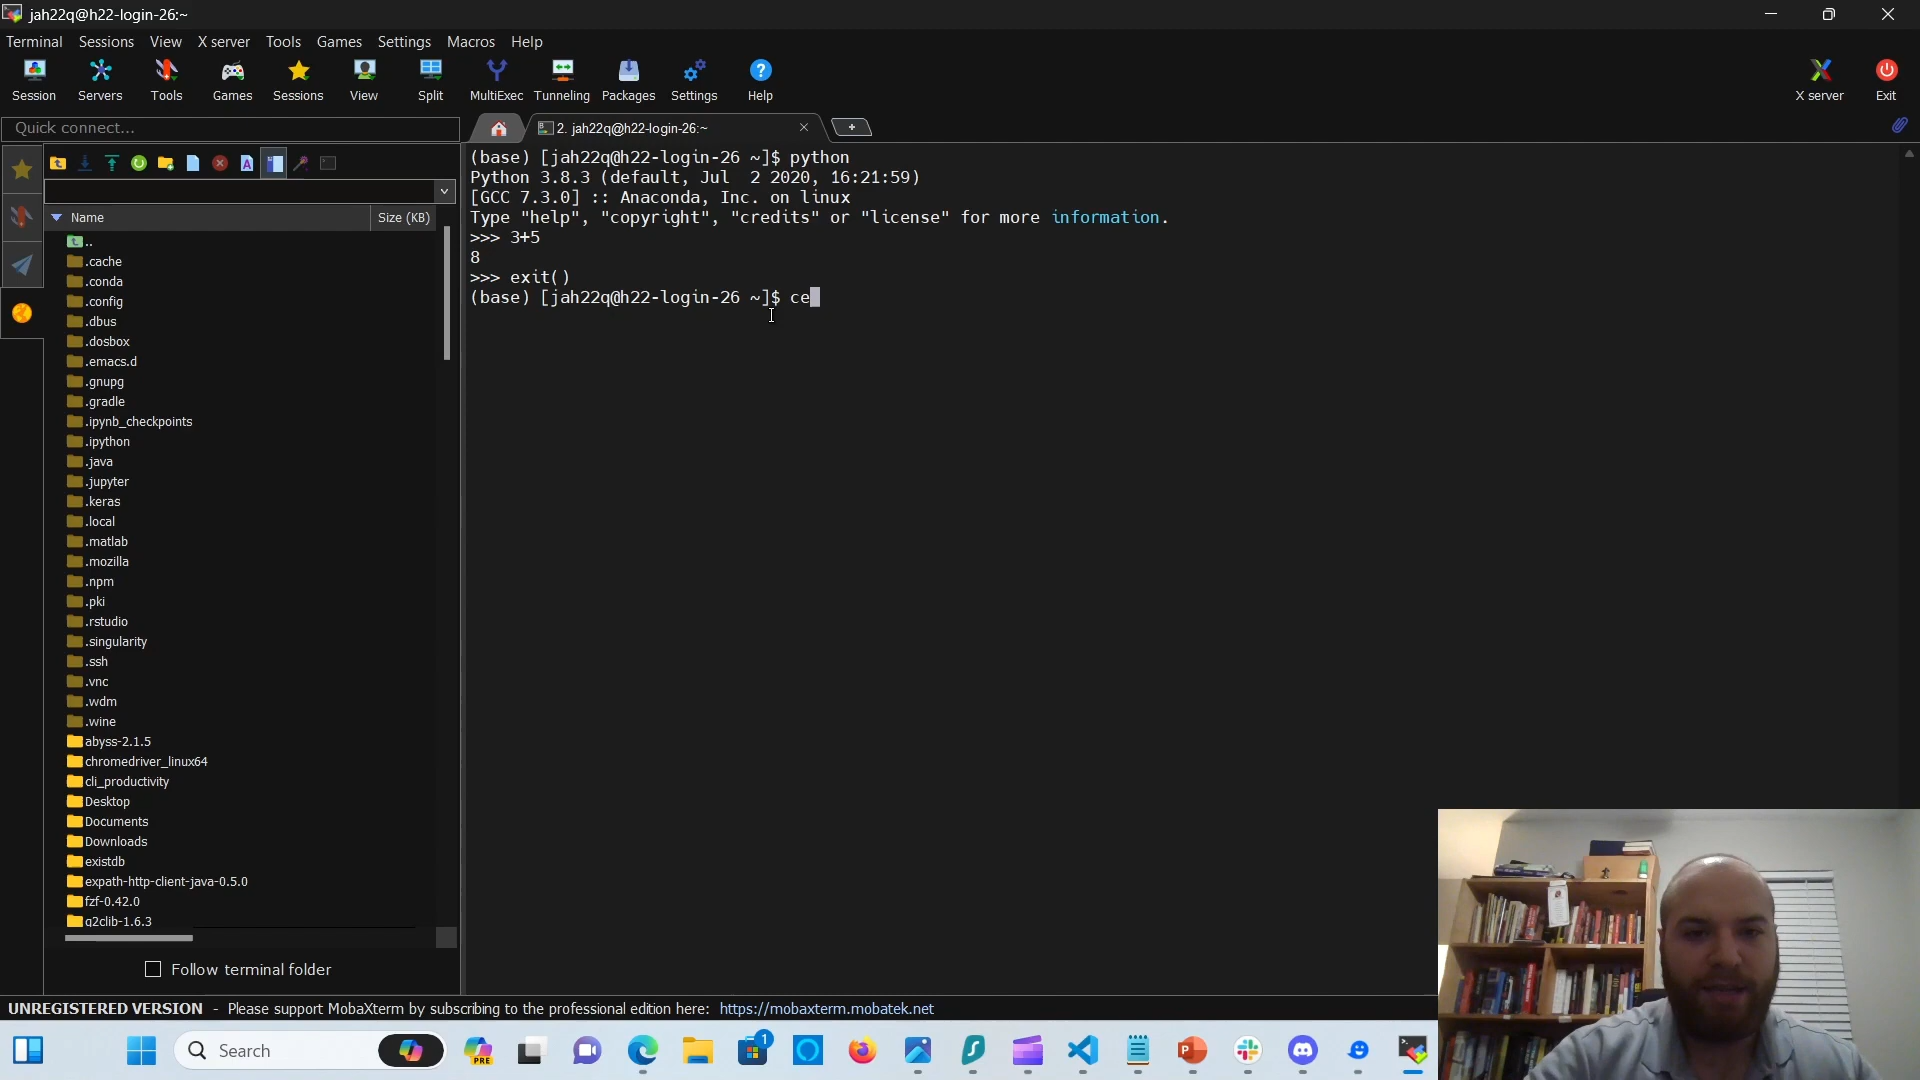 jah22q@h22-login-26:~
Terminal Sessions View X server Tools Games Settings Macros Help
Session Servers Tools Games Sessions View Split MultiExec Tunneling Packages Settings Help X server Exit
Quick connect...
2. jah22q@h22-login-26:~
Name Size (KB)
..
.cache
.conda
.config
.dbus
.dosbox
.emacs.d
.gnupg
.gradle
.ipynb_checkpoints
.ipython
.java
.jupyter
.keras
.local
.matlab
.mozilla
.npm
.pki
.rstudio
.singularity
.ssh
.vnc
.wdm
.wine
abyss-2.1.5
chromedriver_linux64
cli_productivity
Desktop
Documents
Downloads
existdb
expath-http-client-java-0.5.0
fzf-0.42.0
g2clib-1.6.3
Follow terminal folder
(base) [jah22q@h22-login-26 ~]$ python
Python 3.8.3 (default, Jul  2 2020, 16:21:59)
[GCC 7.3.0] :: Anaconda, Inc. on linux
Type "help", "copyright", "credits" or "license" for more information.
>>> 3+5
8
>>> exit()
(base) [jah22q@h22-login-26 ~]$ ce
UNREGISTERED VERSION - Please support MobaXterm by subscribing to the professional edition here: https://mobaxterm.mobatek.net
Search
PRE
1